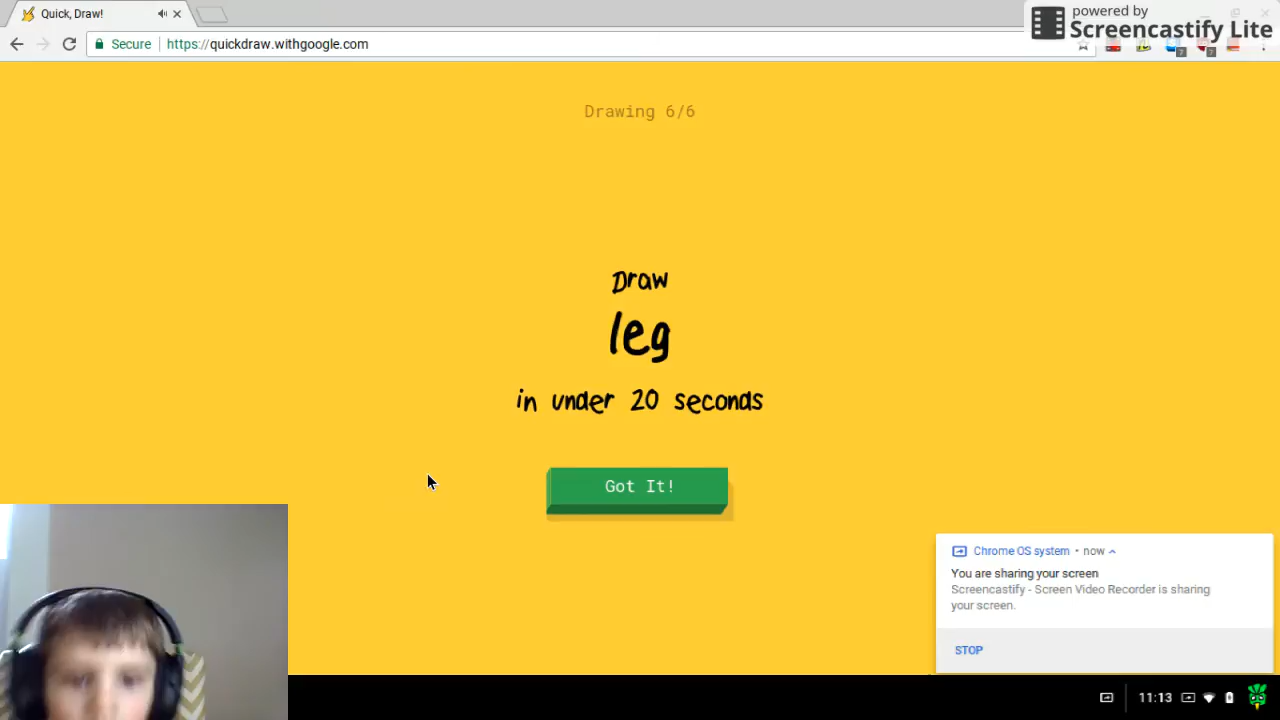 Quick, Draw!
powered by
Screencastify Lite
Secure
https://quickdraw.withgoogle.com
7
7
Drawing 6/6
Draw
leg
in under 20 seconds
Got It!
Chrome OS system • now
You are sharing your screen
Screencastify - Screen Video Recorder is sharing
your screen.
STOP
11:13